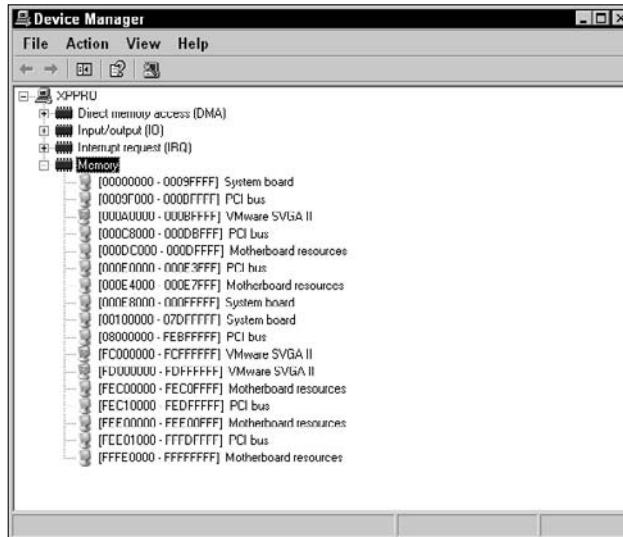 Device Manager
File Action View Help
XPPRO
Direct memory access (DMA)
Input/output (IO)
Interrupt request (IRQ)
Memory
[00000000 - 0009FFFF] System board
[0009F000 - 000BFFFF] PCI bus
[000A0000 - 000BFFFF] VMware SVGA II
[000C8000 - 000DBFFF] PCI bus
[000DC000 - 000DFFFF] Motherboard resources
[000E0000 - 000E3FFF] PCI bus
[000E4000 - 000E7FFF] Motherboard resources
[000E8000 - 000FFFFF] System board
[00100000 - 07DFFFFF] System board
[08000000 - FEBFFFFF] PCI bus
[FC000000 - FCFFFFFF] VMware SVGA II
[FD000000 - FDFFFFFF] VMware SVGA II
[FEC00000 - FEC0FFFF] Motherboard resources
[FEC10000 - FEDFFFFF] PCI bus
[FEE00000 - FEE00FFF] Motherboard resources
[FEE01000 - FFFDFFFF] PCI bus
[FFFE0000 - FFFFFFFF] Motherboard resources